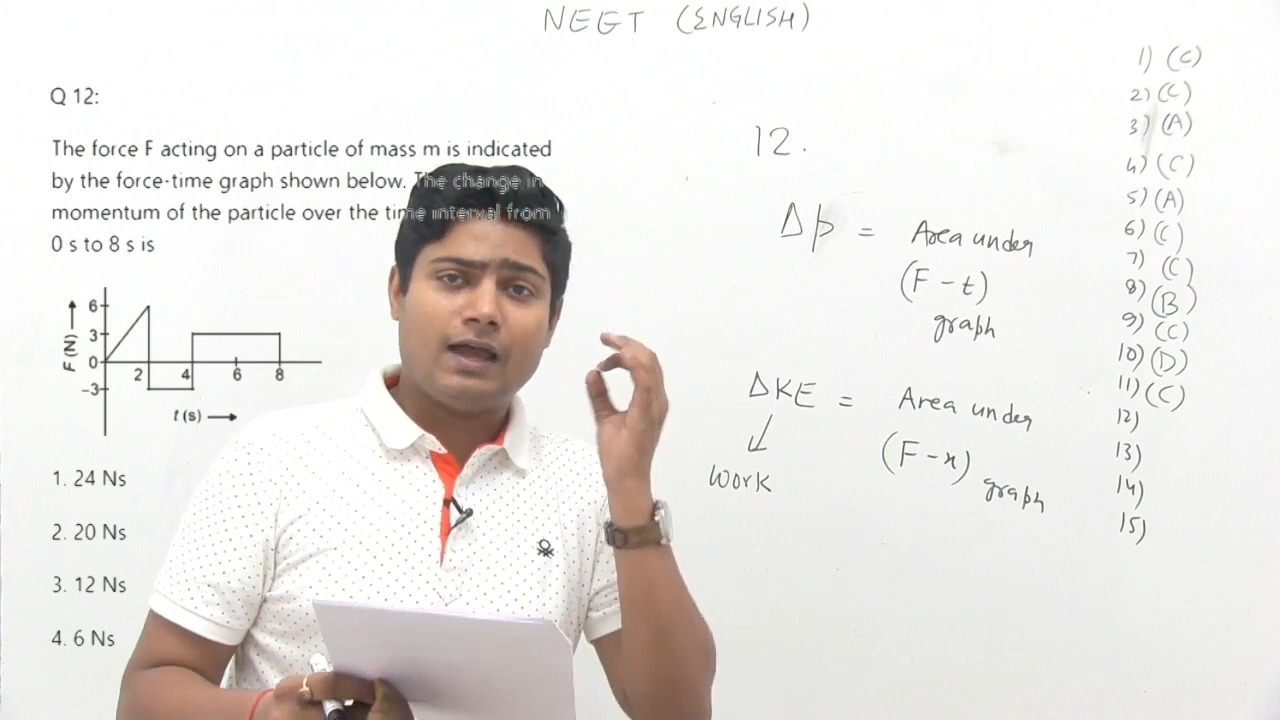 NEET (ENGLISH)
Q 12:
The force F acting on a particle of mass m is indicated
by the force-time graph shown below. The change in
momentum of the particle over the time interval from
0 s to 8 s is
F (N)
6
3
0
-3
2 4 6 8
t (s)
1. 24 Ns
2. 20 Ns
3. 12 Ns
4. 6 Ns
12.
Δp = Area under
(F - t)
graph
ΔKE = Area under
(F - x)
graph
Work
1) (C)
2) (C)
3) (A)
4) (C)
5) (A)
6) (C)
7) (C)
8) (B)
9) (C)
10) (D)
11) (C)
12)
13)
14)
15)